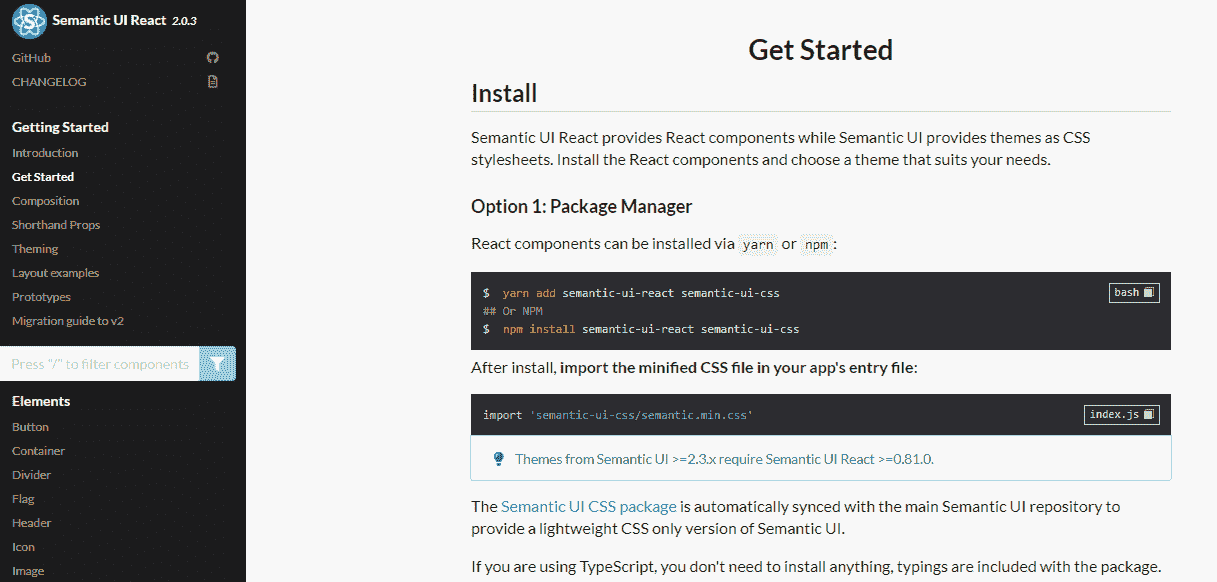 Semantic UI React 2.0.3
GitHub
CHANGELOG
Getting Started
Introduction
Get Started
Composition
Shorthand Props
Theming
Layout examples
Prototypes
Migration guide to v2
Press "/" to filter components
Elements
Button
Container
Divider
Flag
Header
Icon
Image
Get Started
Install
Semantic UI React provides React components while Semantic UI provides themes as CSS
stylesheets. Install the React components and choose a theme that suits your needs.
Option 1: Package Manager
React components can be installed via yarn or npm:
$ yarn add semantic-ui-react semantic-ui-css
bash
## Or NPM
$ npm install semantic-ui-react semantic-ui-css
After install, import the minified CSS file in your app's entry file:
import 'semantic-ui-css/semantic.min.css'
index.js
Themes from Semantic UI >=2.3.x require Semantic UI React >=0.81.0.
The Semantic UI CSS package is automatically synced with the main Semantic UI repository to
provide a lightweight CSS only version of Semantic UI.
If you are using TypeScript, you don't need to install anything, typings are included with the package.